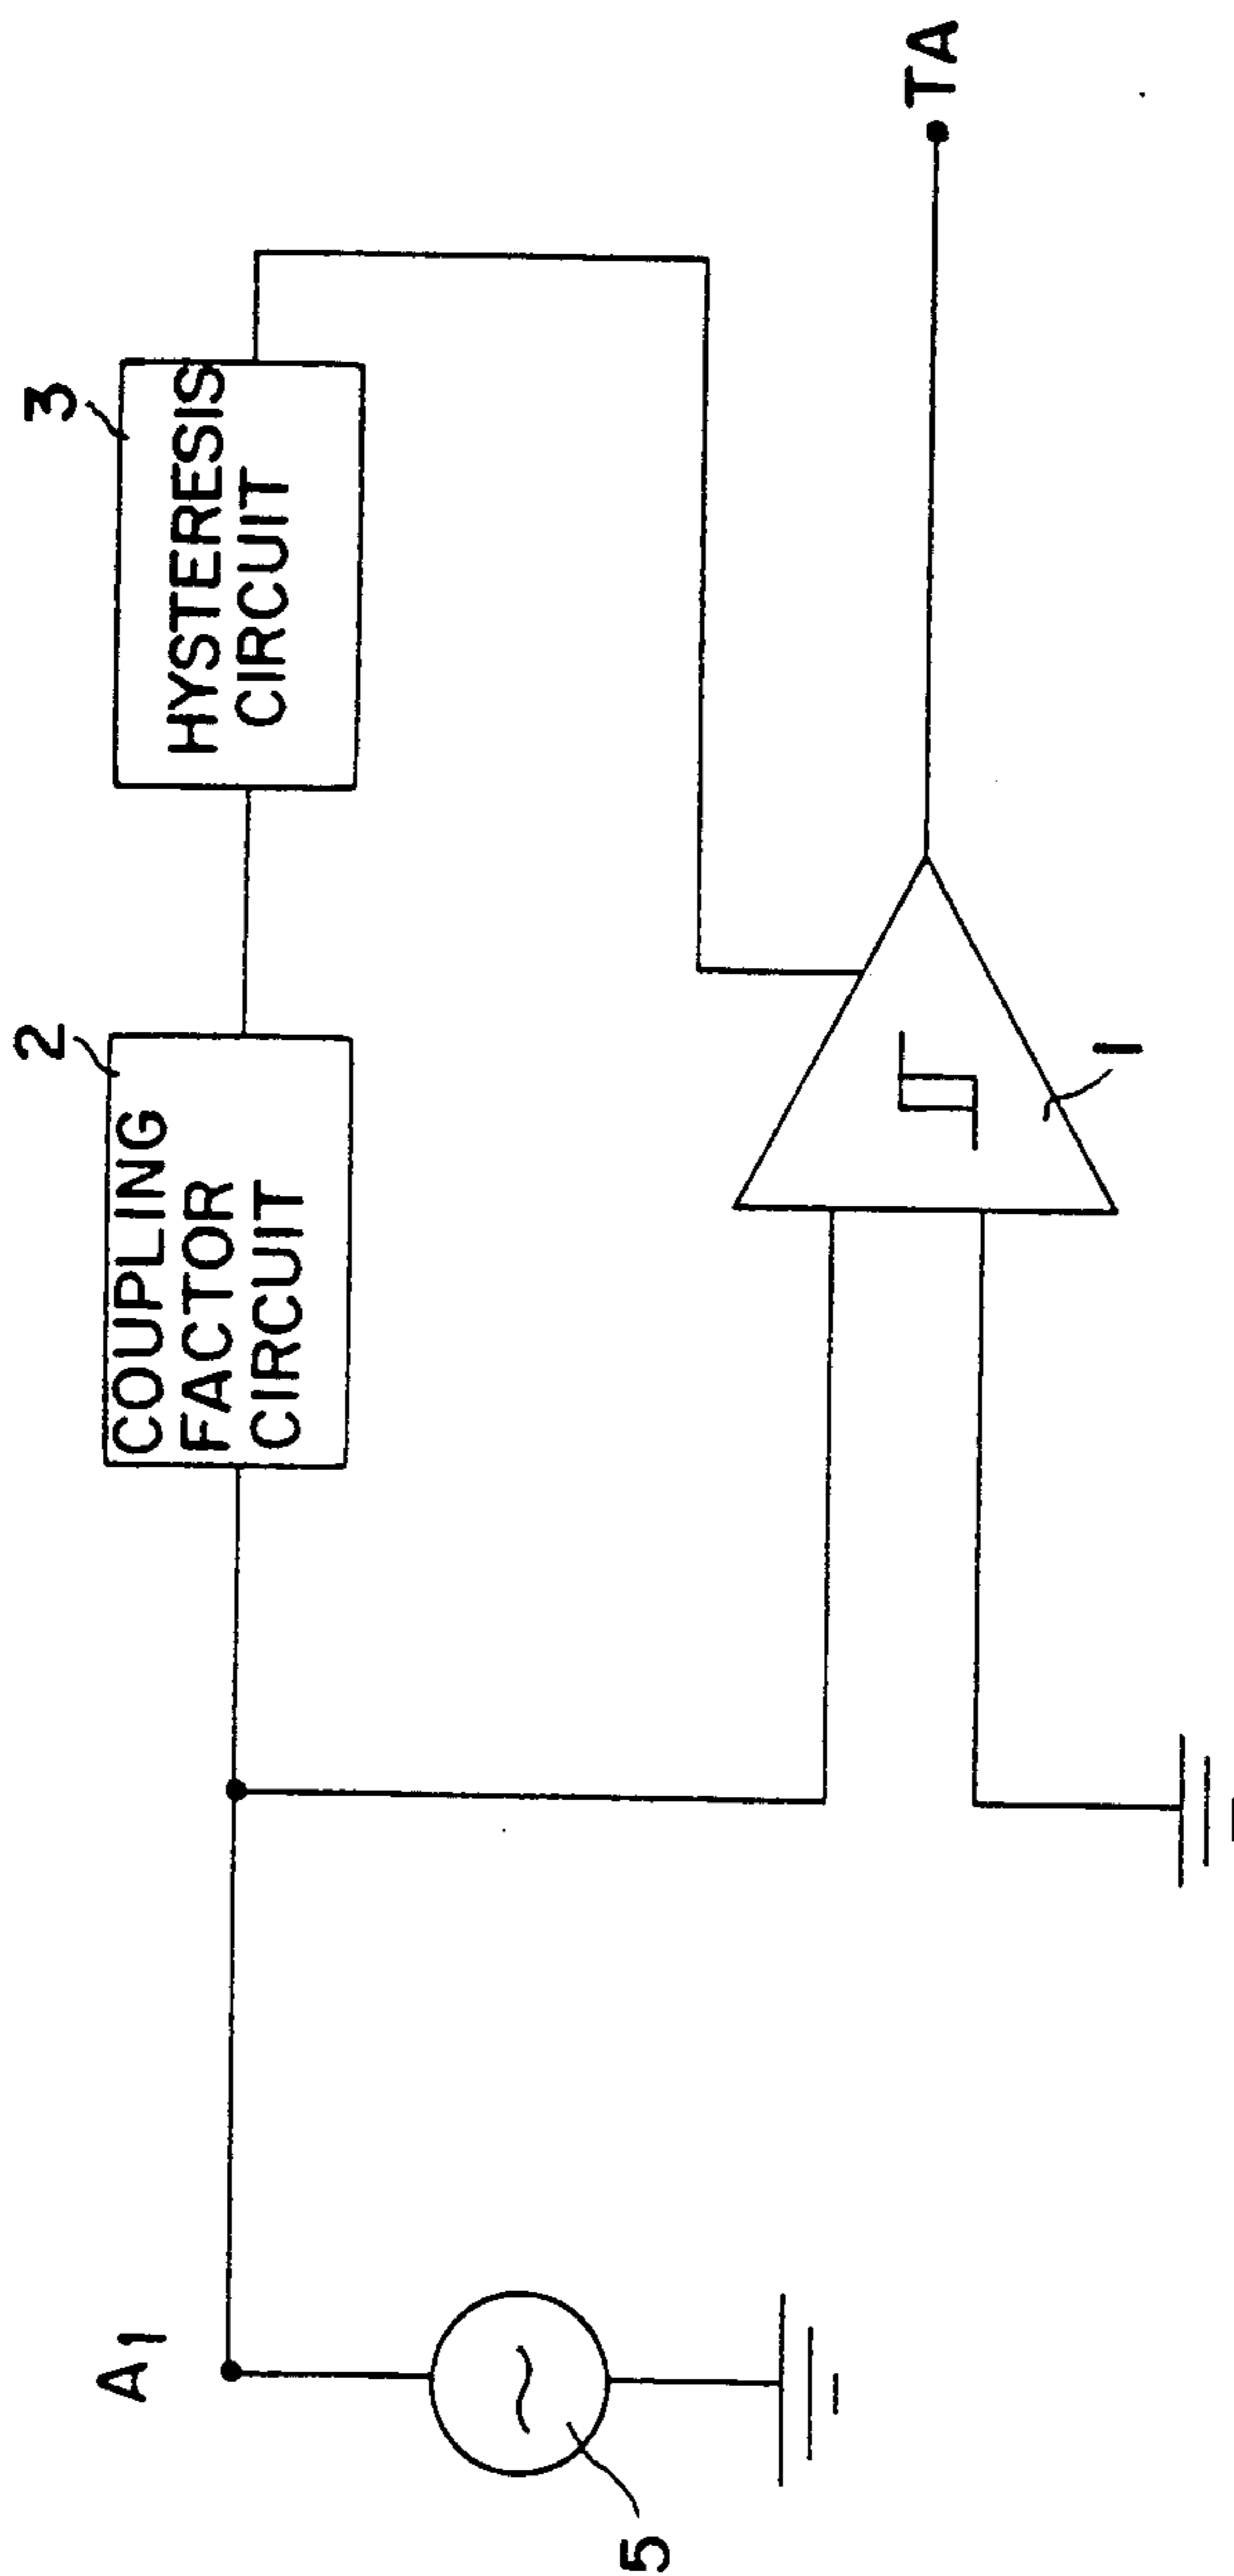 2
COUPLING
FACTOR
CIRCUIT
3
HYSTERESIS
CIRCUIT
A1
5
1
TA